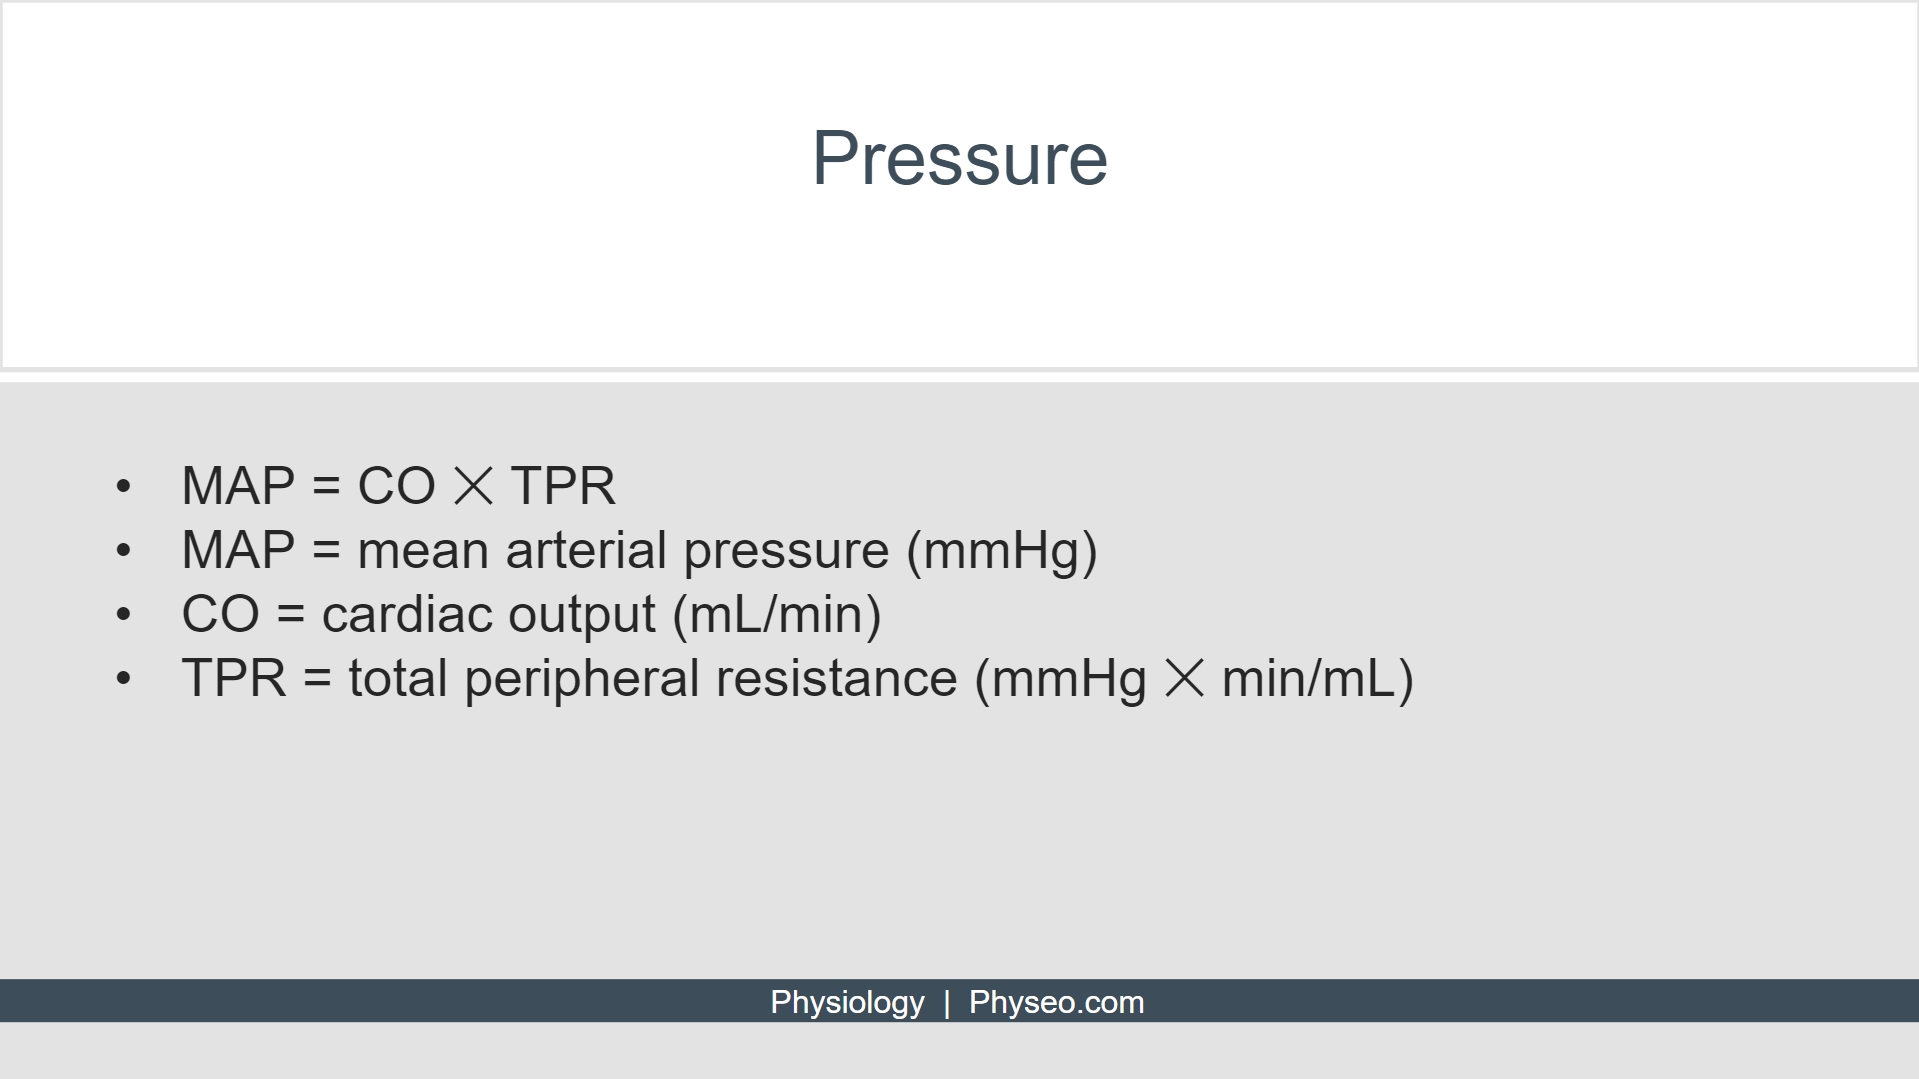 Pressure
• MAP = CO × TPR
• MAP = mean arterial pressure (mmHg)
• CO = cardiac output (mL/min)
• TPR = total peripheral resistance (mmHg × min/mL)
Physiology | Physeo.com